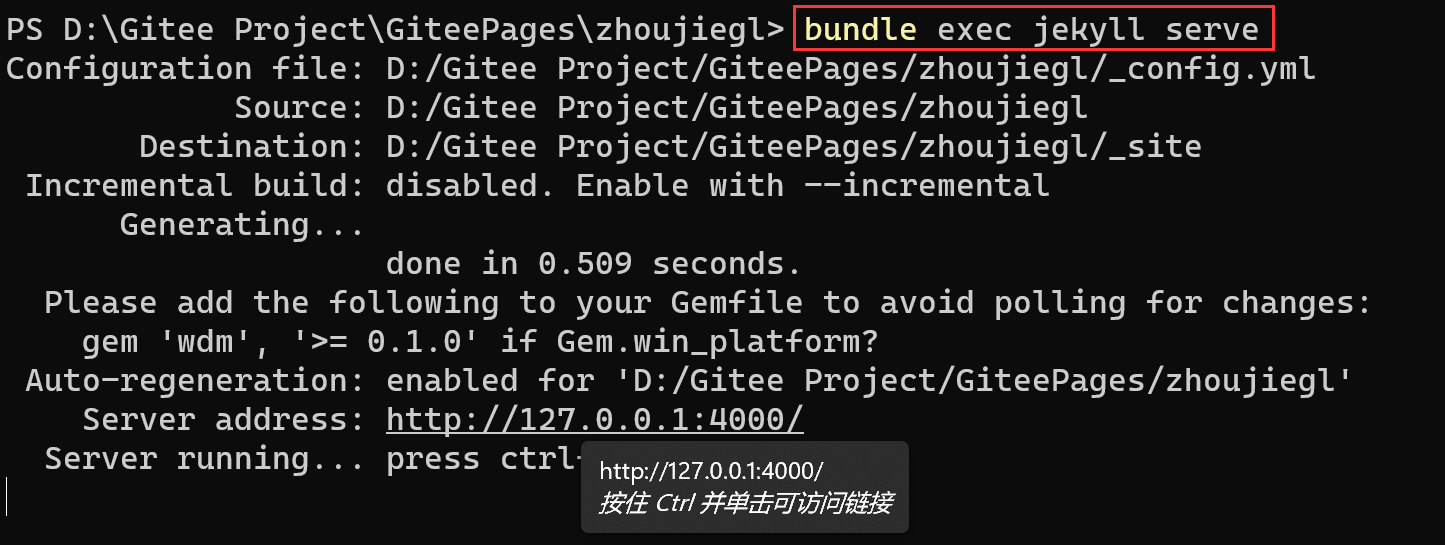 PS D:\Gitee Project\GiteePages\zhoujiegl> bundle exec jekyll serve
Configuration file: D:/Gitee Project/GiteePages/zhoujiegl/_config.yml
Source: D:/Gitee Project/GiteePages/zhoujiegl
Destination: D:/Gitee Project/GiteePages/zhoujiegl/_site
Incremental build: disabled. Enable with --incremental
Generating...
done in 0.509 seconds.
Please add the following to your Gemfile to avoid polling for changes:
gem 'wdm', '>= 0.1.0' if Gem.win_platform?
Auto-regeneration: enabled for 'D:/Gitee Project/GiteePages/zhoujiegl'
Server address: http://127.0.0.1:4000/
Server running... press ctrl-
http://127.0.0.1:4000/
按住 Ctrl 并单击可访问链接